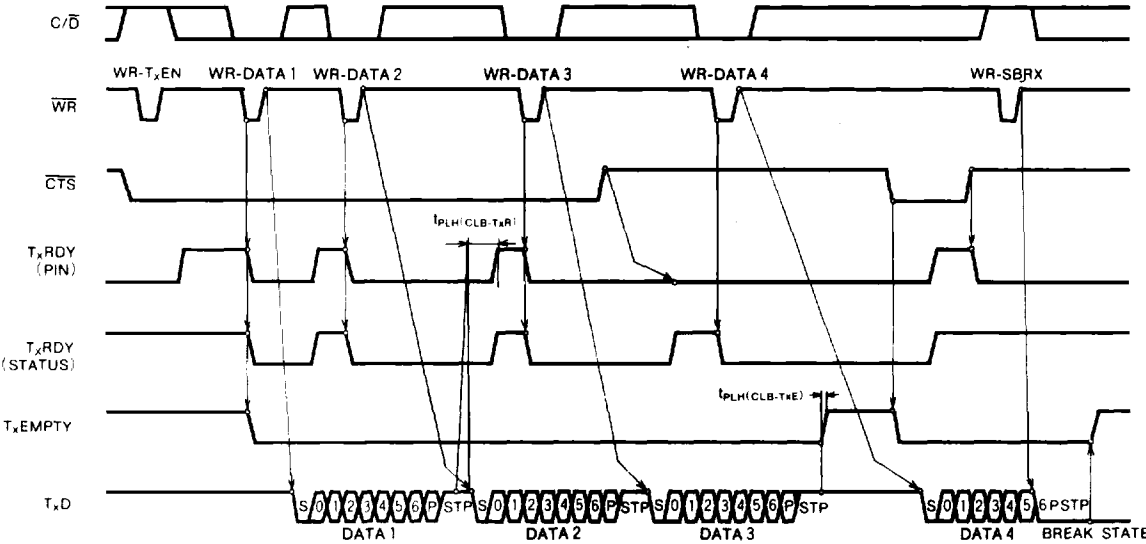 C/D̅
WR-TxEN WR-DATA 1 WR-DATA 2 WR-DATA 3 WR-DATA 4 WR-SBRX
W̅R̅
C̅T̅S̅
tPLH(CLB-TxR)
TxRDY
(PIN)
TxRDY
(STATUS)
tPLH(CLB-TxE)
TxEMPTY
TxD
S 0 1 2 3 4 5 6 P STP S 0 1 2 3 4 5 6 P STP S 0 1 2 3 4 5 6 P STP S 0 1 2 3 4 5 6 P STP
DATA 1 DATA 2 DATA 3 DATA 4 BREAK STATE